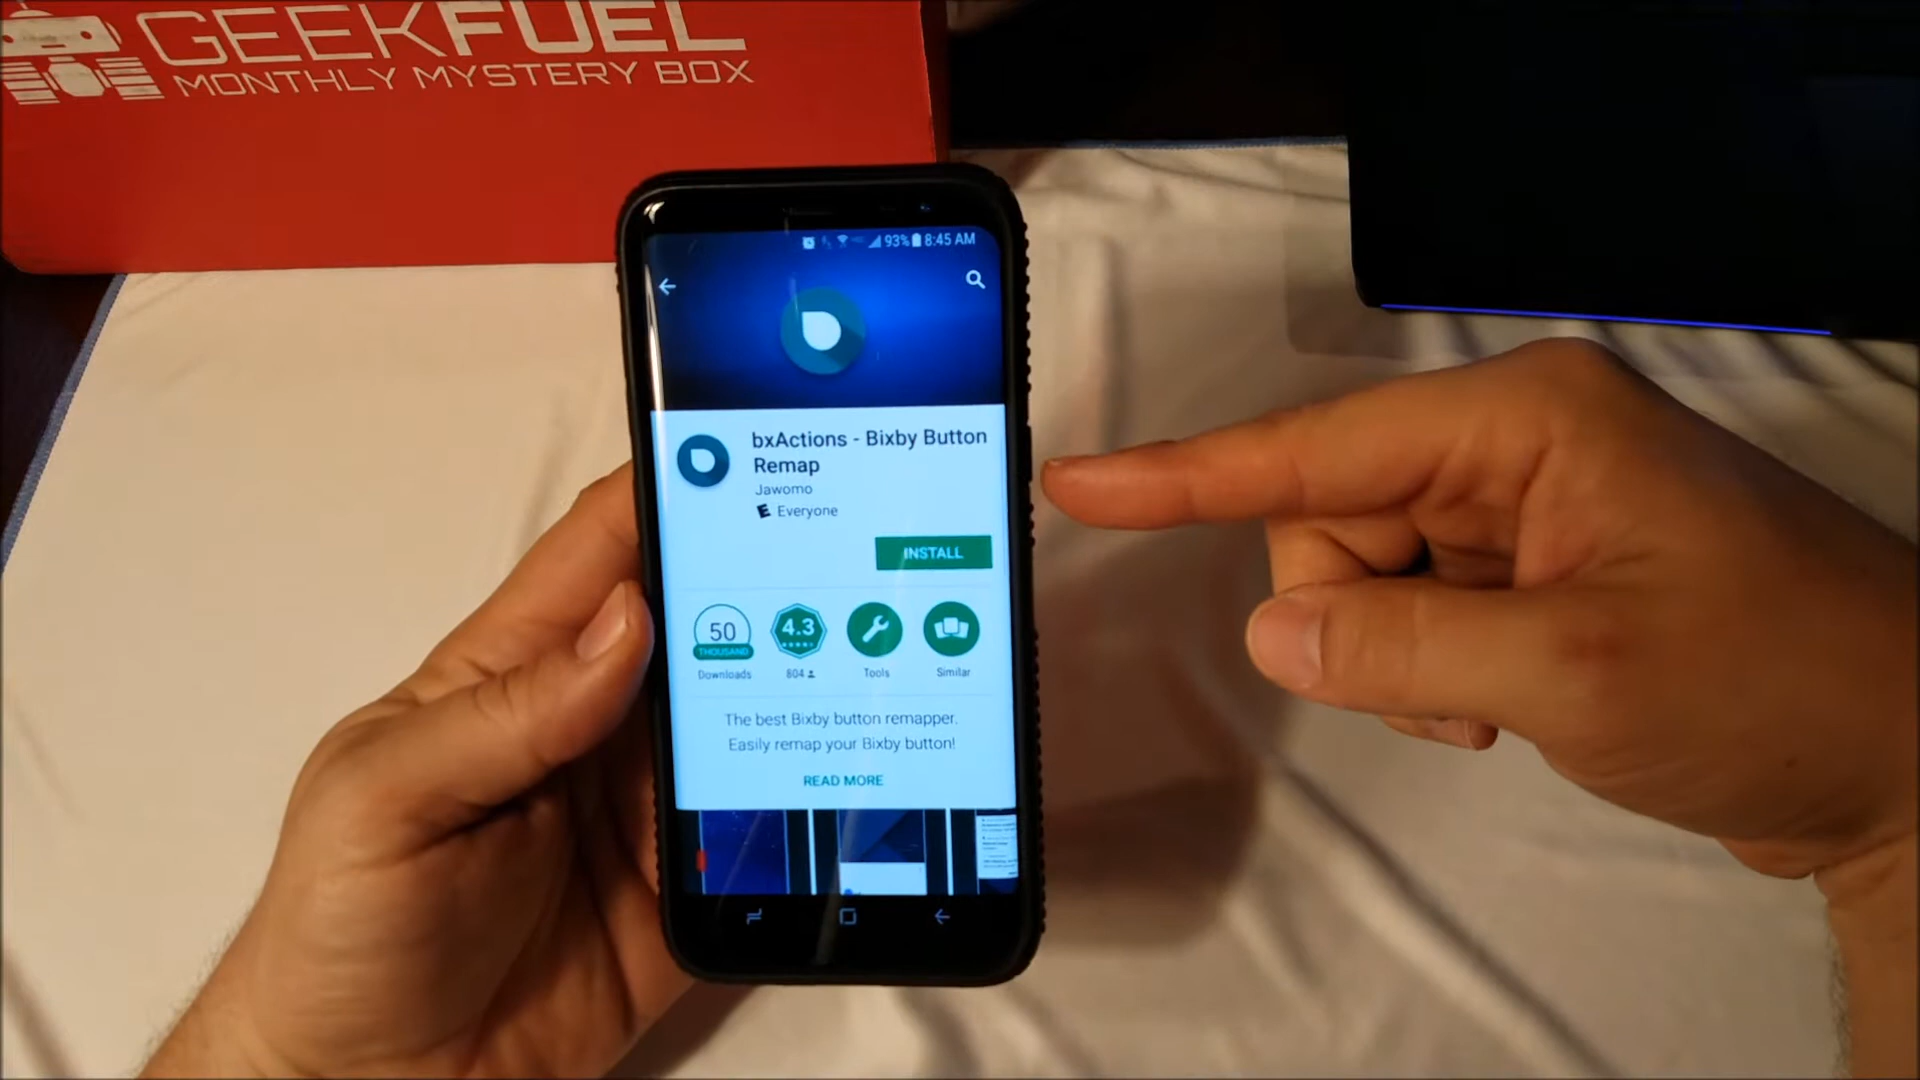 GEEKFUEL
MONTHLY MYSTERY BOX
93% 8:45 AM
bxActions - Bixby Button
Remap
Jawomo
E Everyone
INSTALL
50
THOUSAND
Downloads
4.3
804
Tools
Similar
The best Bixby button remapper.
Easily remap your Bixby button!
READ MORE